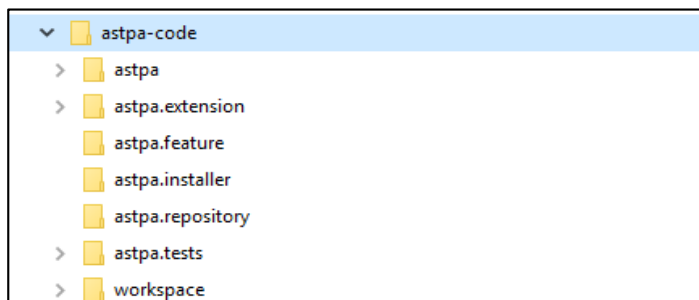 astpa-code
astpa
astpa.extension
astpa.feature
astpa.installer
astpa.repository
astpa.tests
workspace